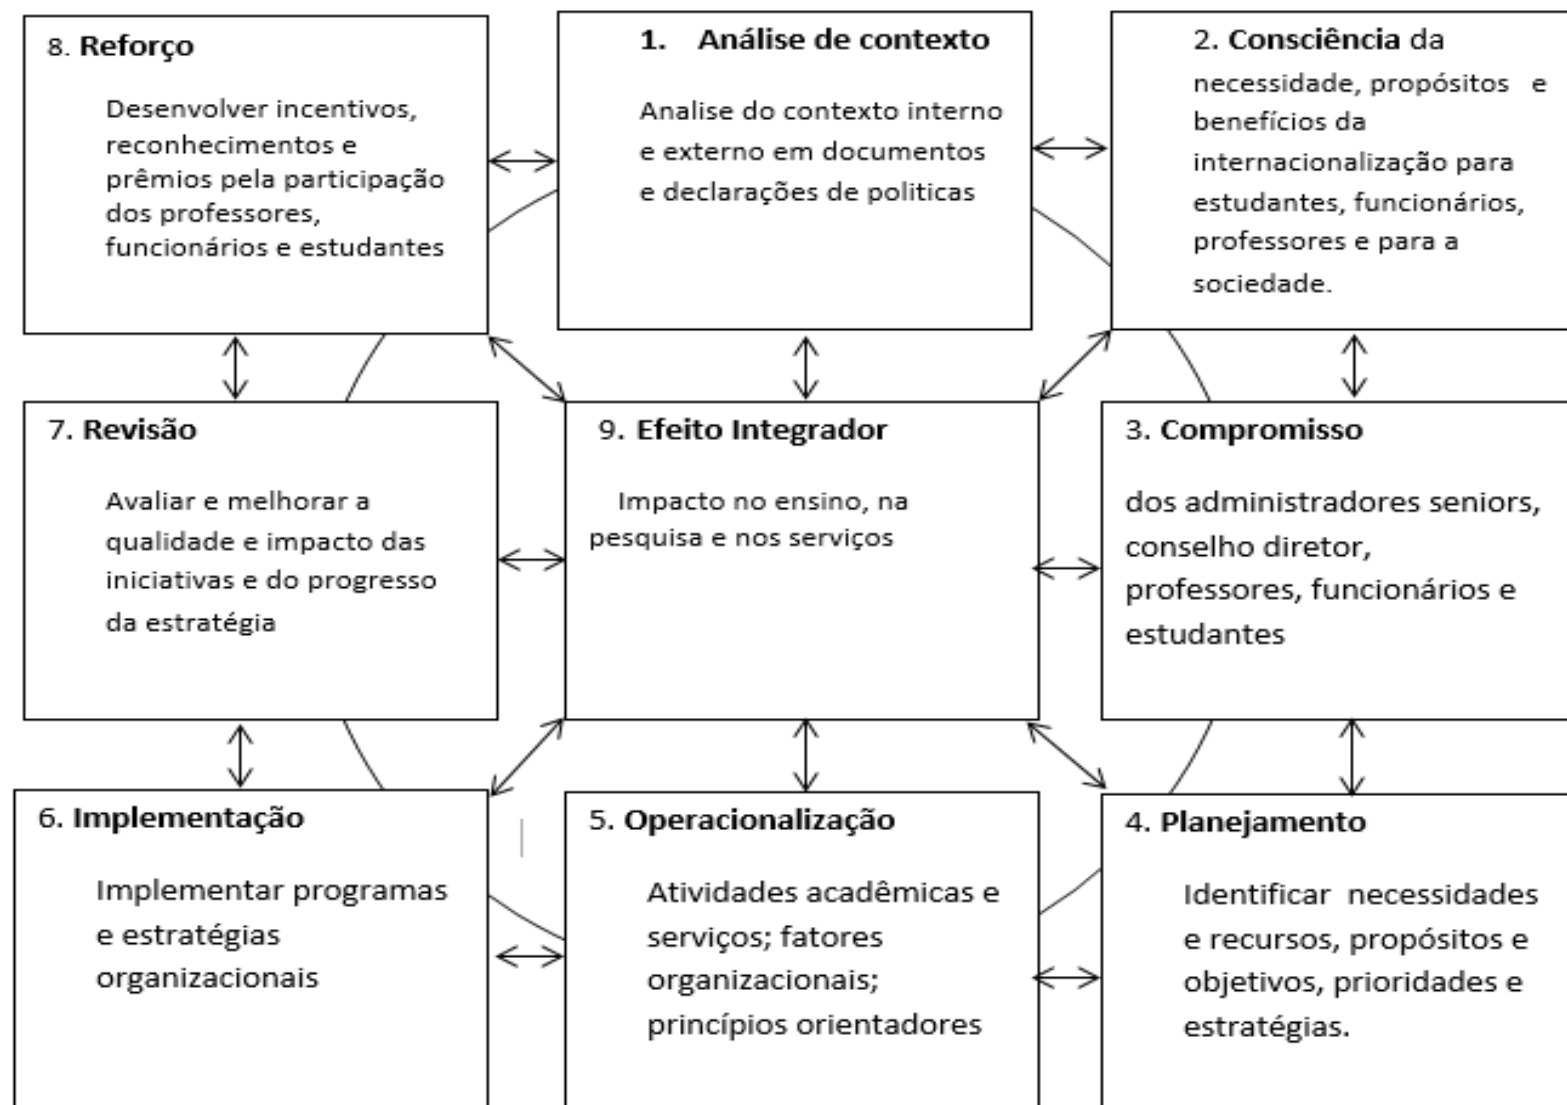 8. Reforço
Desenvolver incentivos,
reconhecimentos e
prêmios pela participação
dos professores,
funcionários e estudantes
1. Análise de contexto
Analise do contexto interno
e externo em documentos
e declarações de politicas
2. Consciência da
necessidade, propósitos e
benefícios da
internacionalização para
estudantes, funcionários,
professores e para a
sociedade.
7. Revisão
Avaliar e melhorar a
qualidade e impacto das
iniciativas e do progresso
da estratégia
9. Efeito Integrador
Impacto no ensino, na
pesquisa e nos serviços
3. Compromisso
dos administradores seniors,
conselho diretor,
professores, funcionários e
estudantes
6. Implementação
Implementar programas
e estratégias
organizacionais
5. Operacionalização
Atividades acadêmicas e
serviços; fatores
organizacionais;
princípios orientadores
4. Planejamento
Identificar necessidades
e recursos, propósitos e
objetivos, prioridades e
estratégias.